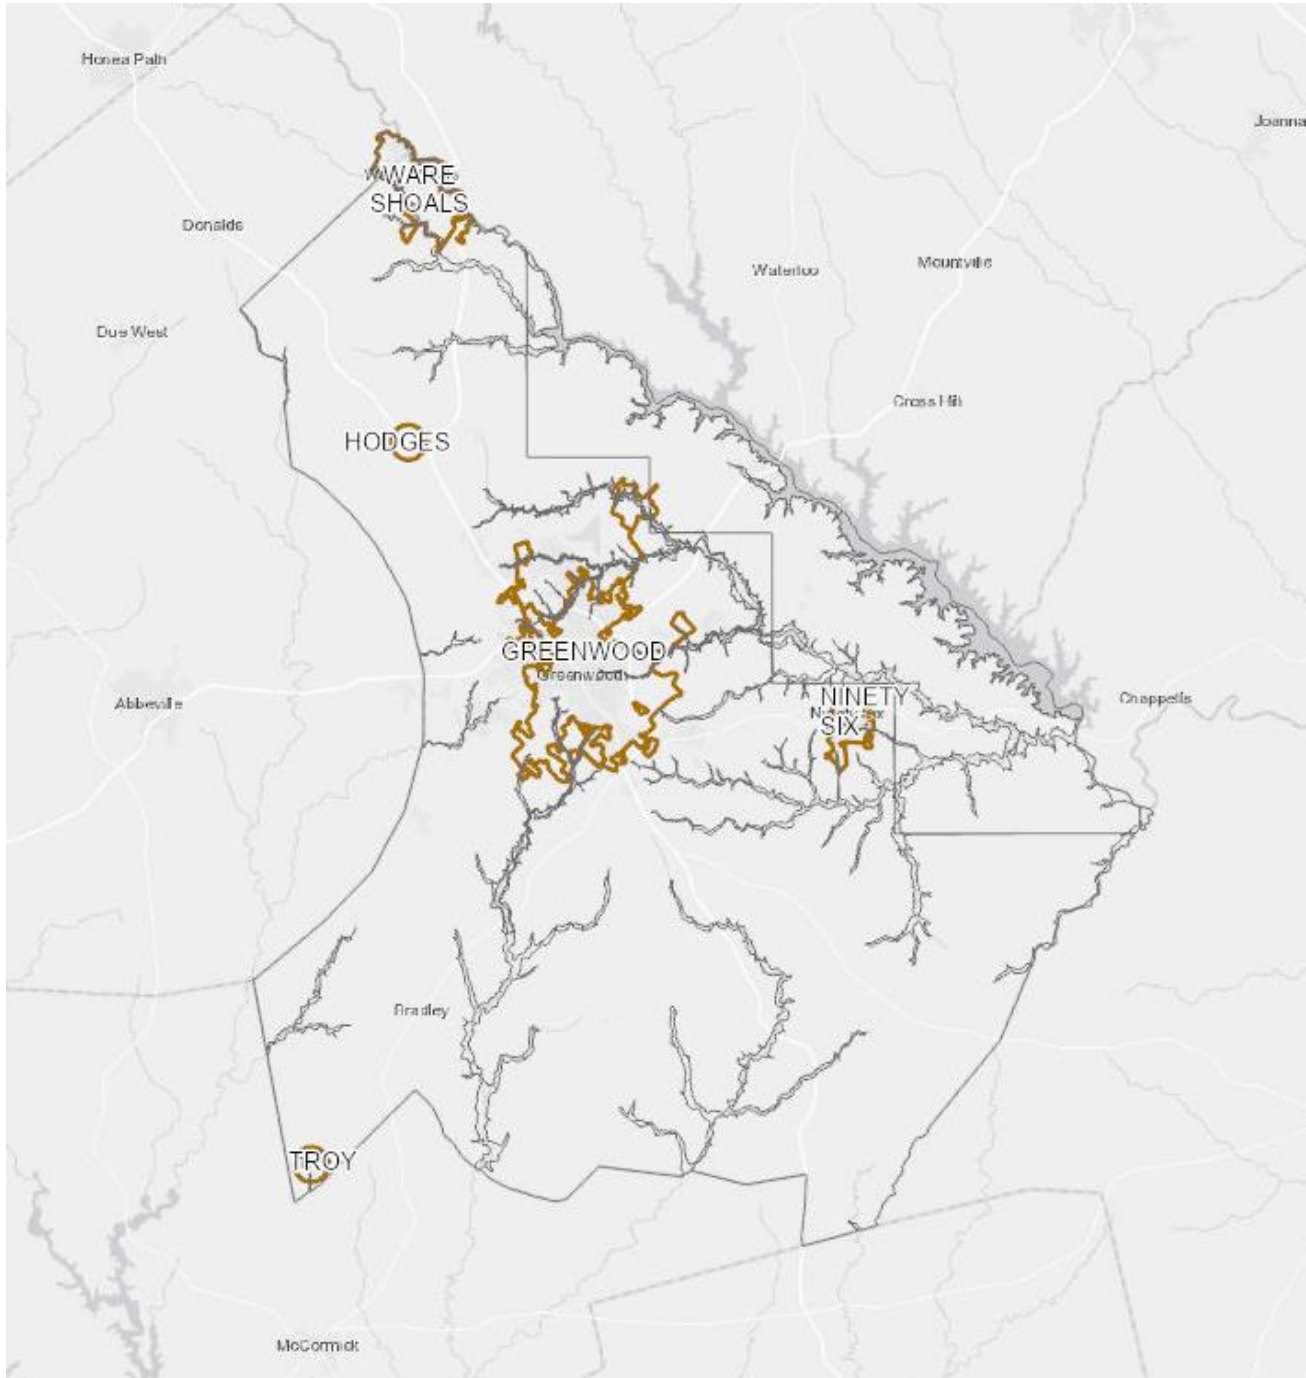 Honea Path
Joanna
WARE
SHOALS
Donalds
Waterloo
Mountville
Due West
Cross Hill
HODGES
GREENWOOD
Greenwood
Abbeville
NINETY
SIX
Chappells
Bradley
TROY
McCormick